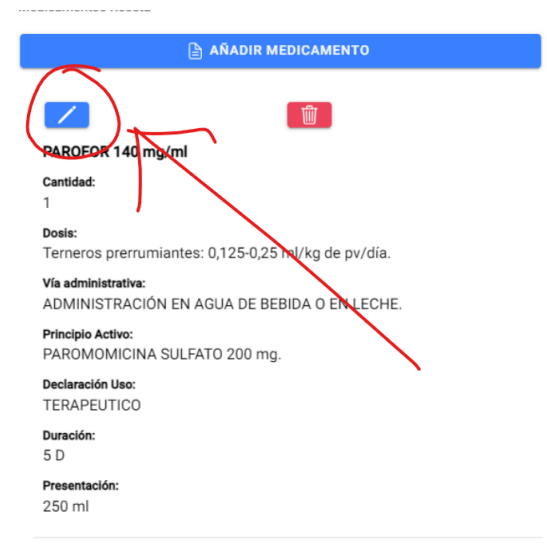 AÑADIR MEDICAMENTO
PAROFOR 140 mg/ml
Cantidad:
1
Dosis:
Terneros prerrumiantes: 0,125-0,25 ml/kg de pv/día.
Vía administrativa:
ADMINISTRACIÓN EN AGUA DE BEBIDA O EN LECHE.
Principio Activo:
PAROMOMICINA SULFATO 200 mg.
Declaración Uso:
TERAPEUTICO
Duración:
5 D
Presentación:
250 ml